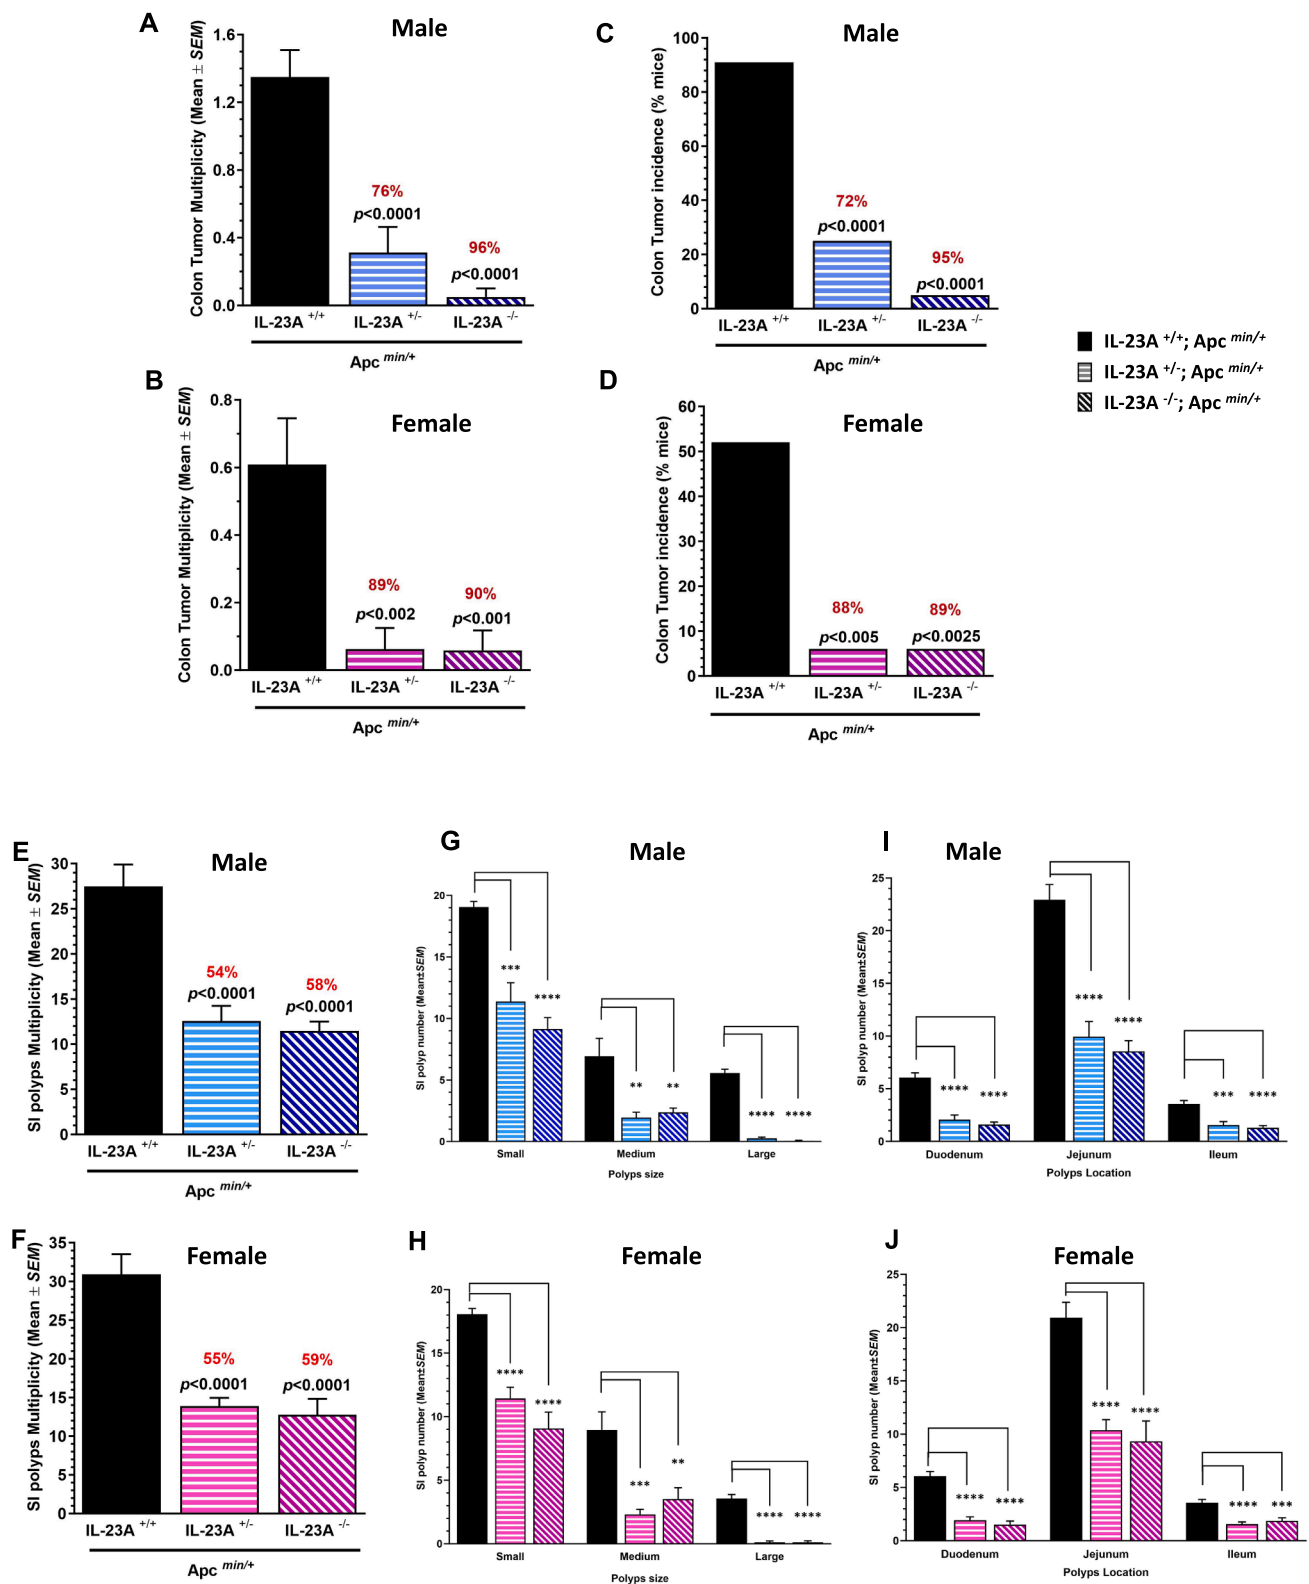 A
Male
Colon Tumor Multiplicity (Mean ± SEM)
1.6
1.2
0.8
0.4
0.0
76%
p<0.0001
96%
p<0.0001
IL-23A +/+
IL-23A +/-
IL-23A -/-
Apc min/+
C
Male
Colon Tumor incidence (% mice)
100
80
60
40
20
0
72%
p<0.0001
95%
p<0.0001
IL-23A +/+
IL-23A +/-
IL-23A -/-
Apc min/+
IL-23A +/+; Apc min/+
IL-23A +/-; Apc min/+
IL-23A -/-; Apc min/+
B
Female
Colon Tumor Multiplicity (Mean ± SEM)
0.8
0.6
0.4
0.2
0.0
89%
p<0.002
90%
p<0.001
IL-23A +/+
IL-23A +/-
IL-23A -/-
Apc min/+
D
Female
Colon Tumor incidence (% mice)
60
50
40
30
20
10
0
88%
p<0.005
89%
p<0.0025
IL-23A +/+
IL-23A +/-
IL-23A -/-
Apc min/+
E
Male
SI polyps Multiplicity (Mean ± SEM)
30
25
20
15
10
5
0
54%
p<0.0001
58%
p<0.0001
IL-23A +/+
IL-23A +/-
IL-23A -/-
Apc min/+
G
Male
SI polyp number (Mean±SEM)
20
15
10
5
0
***
****
**
**
****
****
Small
Medium
Large
Polyps size
I
Male
SI polyp number (Mean±SEM)
25
20
15
10
5
0
****
****
****
****
***
****
Duodenum
Jejunum
Ileum
Polyps Location
F
Female
SI polyps Multiplicity (Mean ± SEM)
35
30
25
20
15
10
5
0
55%
p<0.0001
59%
p<0.0001
IL-23A +/+
IL-23A +/-
IL-23A -/-
Apc min/+
H
Female
SI polyp number (Mean±SEM)
20
15
10
5
0
****
****
***
**
****
****
Small
Medium
Large
Polyps size
J
Female
SI polyp number (Mean±SEM)
25
20
15
10
5
0
****
****
****
****
****
***
Duodenum
Jejunum
Ileum
Polyps Location